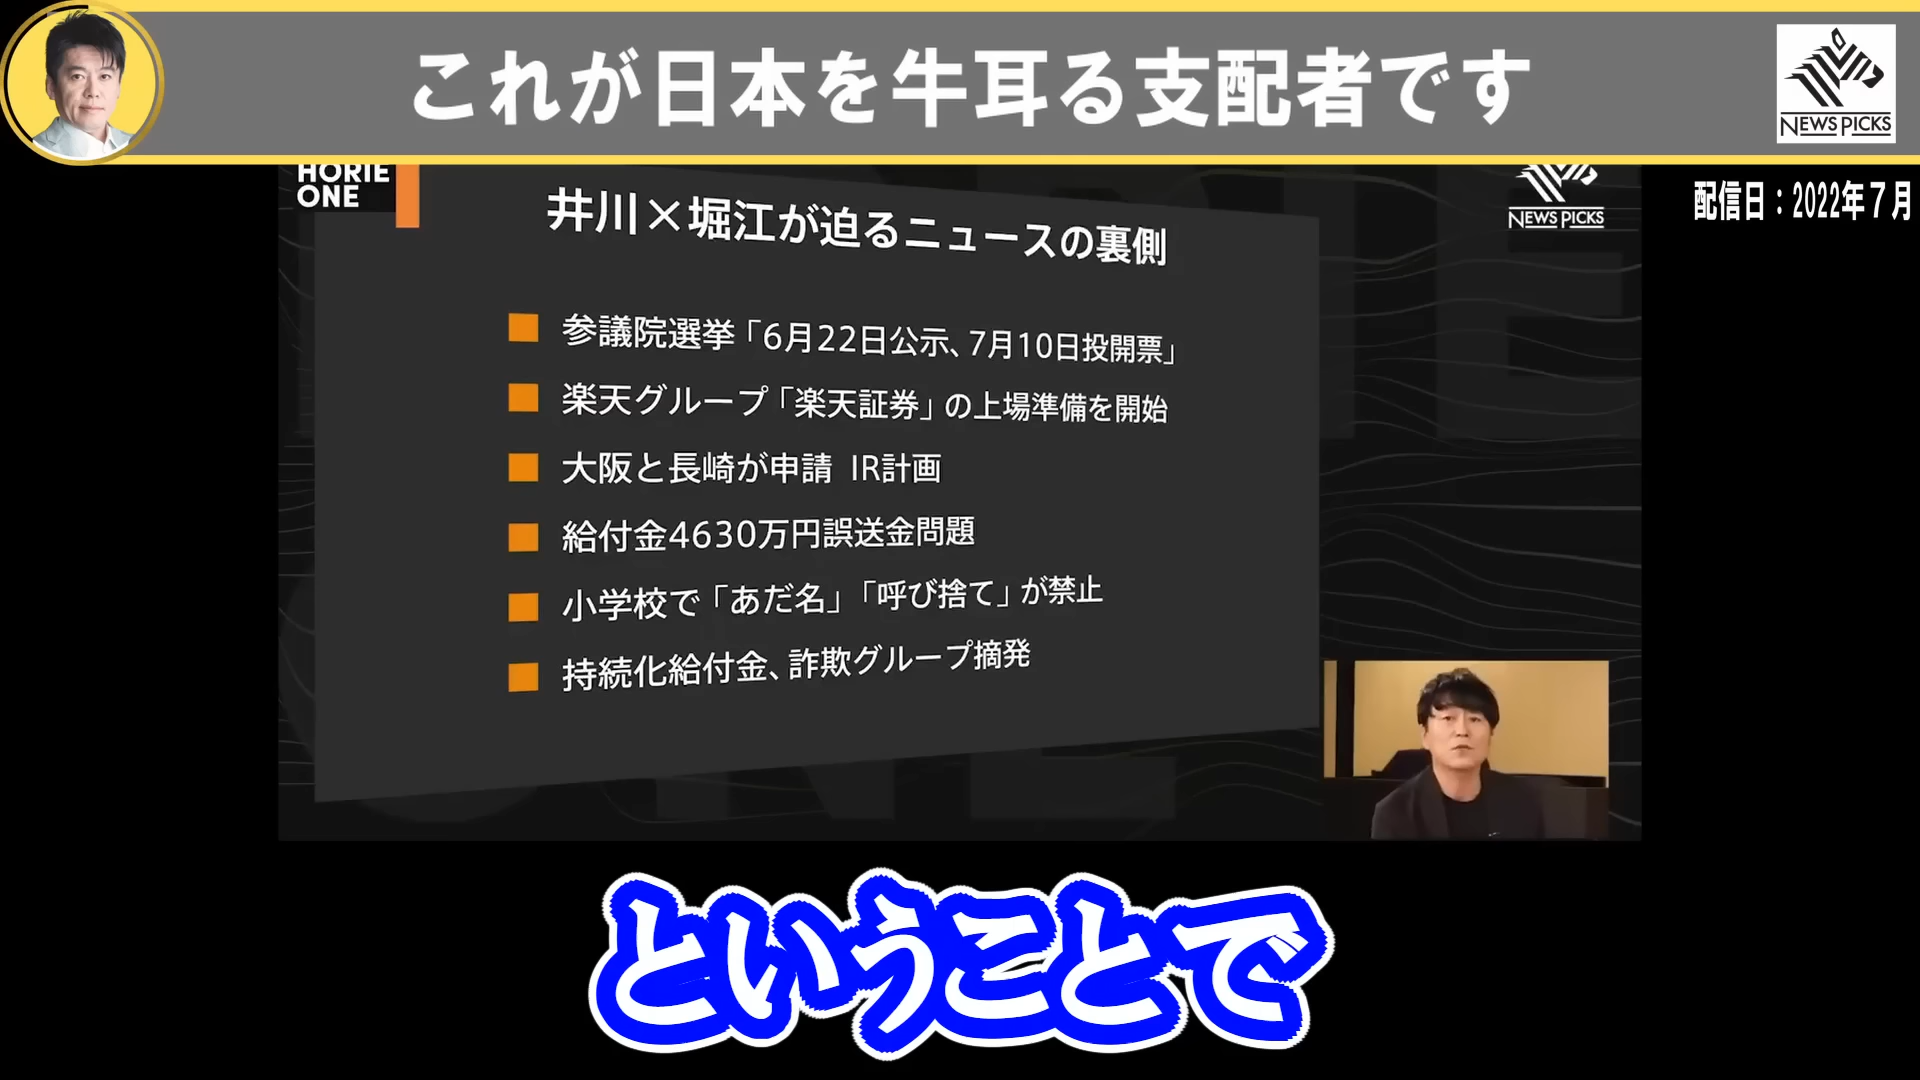 これが日本を牛耳る支配者です
NEWSPICKS
HORIE
ONE
NEWSPICKS
配信日：2022年7月
井川×堀江が迫るニュースの裏側
参議院選挙「6月22日公示、7月10日投開票」
楽天グループ「楽天証券」の上場準備を開始
大阪と長崎が申請 IR計画
給付金4630万円誤送金問題
小学校で「あだ名」「呼び捨て」が禁止
持続化給付金、詐欺グループ摘発
ということで